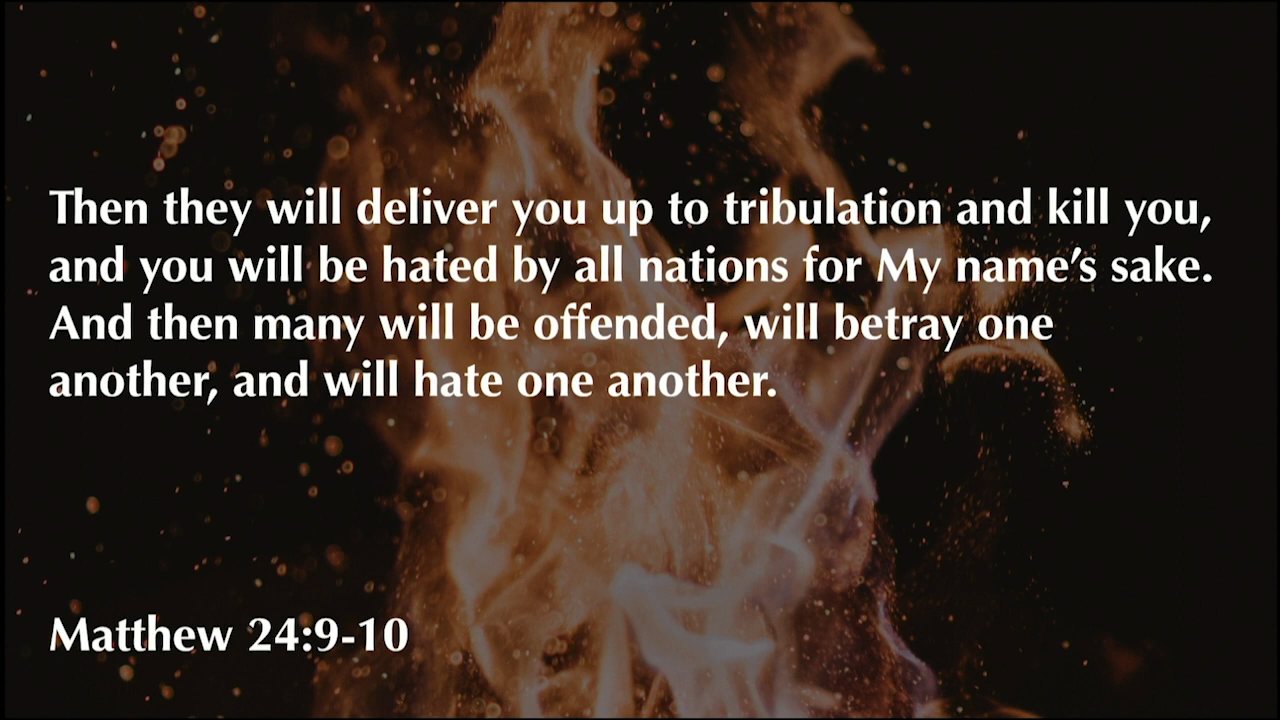 Then they will deliver you up to tribulation and kill you,
and you will be hated by all nations for My name’s sake.
And then many will be offended, will betray one
another, and will hate one another.
Matthew 24:9-10